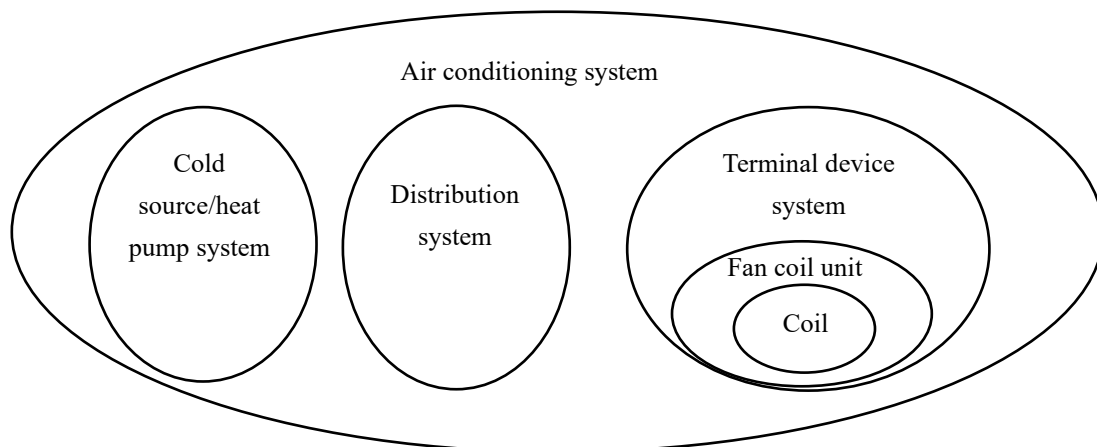 Air conditioning system
Cold
source/heat
pump system
Distribution
system
Terminal device
system
Fan coil unit
Coil